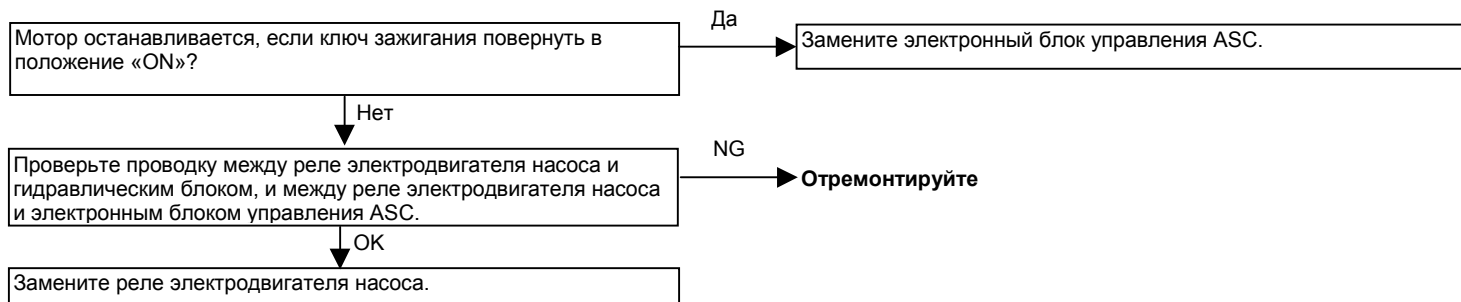 Мотор останавливается, если ключ зажигания повернуть в
положение «ON»?
Да
Замените электронный блок управления ASC.
Нет
Проверьте проводку между реле электродвигателя насоса и
гидравлическим блоком, и между реле электродвигателя насоса
и электронным блоком управления ASC.
NG
Отремонтируйте
OK
Замените реле электродвигателя насоса.